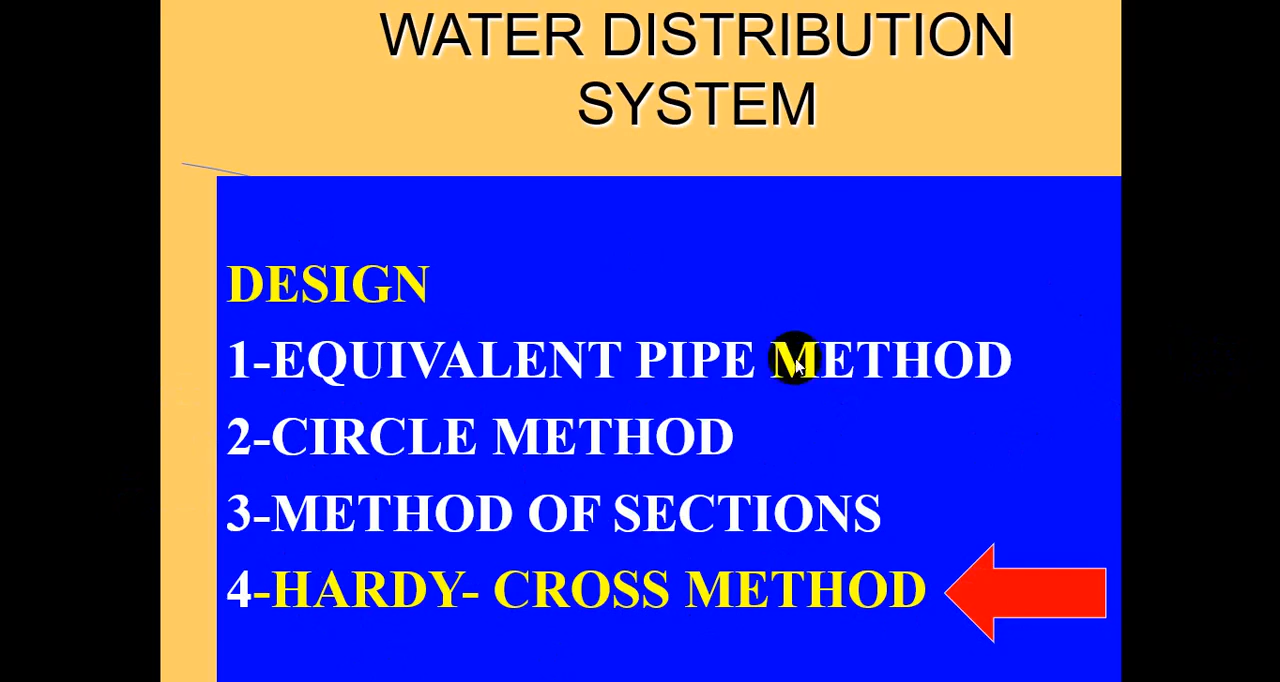 WATER DISTRIBUTION
SYSTEM
DESIGN
1-EQUIVALENT PIPE METHOD
2-CIRCLE METHOD
3-METHOD OF SECTIONS
4-HARDY- CROSS METHOD